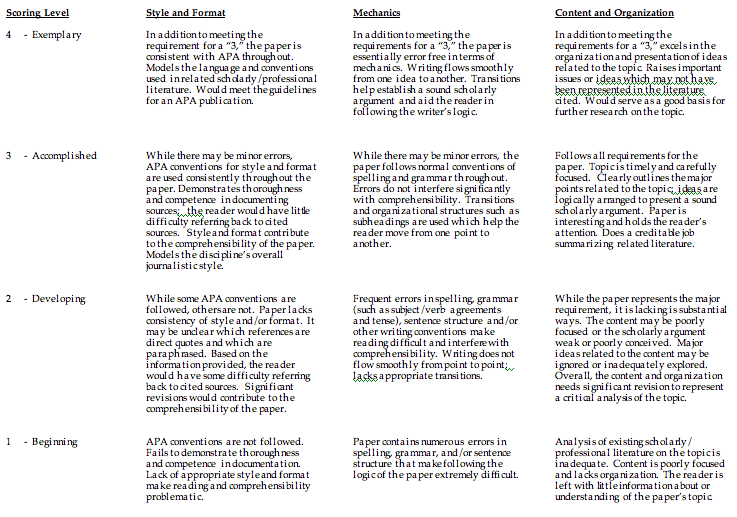 Scoring Level Style and Format Mechanics Content and Organization
4 - Exemplary
In addition to meeting the
requirement for a “3,” the paper is
consistent with APA throughout.
Models the language and conventions
used in related scholarly/professional
literature. Would meet the guidelines
for an APA publication.
In addition to meeting the
requirements for a “3,” the paper is
essentially error free in terms of
mechanics. Writing flows smoothly
from one idea to another. Transitions
help establish a sound scholarly
argument and aid the reader in
following the writer’s logic.
In addition to meeting the
requirements for a “3,” excels in the
organization and presentation of ideas
related to the topic. Raises important
issues or ideas which may not have
been represented in the literature
cited. Would serve as a good basis for
further research on the topic.
3 - Accomplished
While there may be minor errors,
APA conventions for style and format
are used consistently throughout the
paper. Demonstrates thoroughness
and competence in documenting
sources; the reader would have little
difficulty referring back to cited
sources. Style and format contribute
to the comprehensibility of the paper.
Models the discipline’s overall
journalistic style.
While there may be minor errors, the
paper follows normal conventions of
spelling and grammar throughout.
Errors do not interfere significantly
with comprehensibility. Transitions
and organizational structures such as
subheadings are used which help the
reader move from one point to
another.
Follows all requirements for the
paper. Topic is timely and carefully
focused. Clearly outlines the major
points related to the topic; ideas are
logically arranged to present a sound
scholarly argument. Paper is
interesting and holds the reader’s
attention. Does a creditable job
summarizing related literature.
2 - Developing
While some APA conventions are
followed, others are not. Paper lacks
consistency of style and/or format. It
may be unclear which references are
direct quotes and which are
paraphrased. Based on the
information provided, the reader
would have some difficulty referring
back to cited sources. Significant
revisions would contribute to the
comprehensibility of the paper.
Frequent errors in spelling, grammar
(such as subject/verb agreements
and tense), sentence structure and/or
other writing conventions make
reading difficult and interfere with
comprehensibility. Writing does not
flow smoothly from point to point;
lacks appropriate transitions.
While the paper represents the major
requirement, it is lacking is substantial
ways. The content may be poorly
focused or the scholarly argument
weak or poorly conceived. Major
ideas related to the content may be
ignored or inadequately explored.
Overall, the content and organization
needs significant revision to represent
a critical analysis of the topic.
1 - Beginning
APA conventions are not followed.
Fails to demonstrate thoroughness
and competence in documentation.
Lack of appropriate style and format
make reading and comprehensibility
problematic.
Paper contains numerous errors in
spelling, grammar, and/or sentence
structure that make following the
logic of the paper extremely difficult.
Analysis of existing scholarly/
professional literature on the topic is
inadequate. Content is poorly focused
and lacks organization. The reader is
left with little information about or
understanding of the paper’s topic